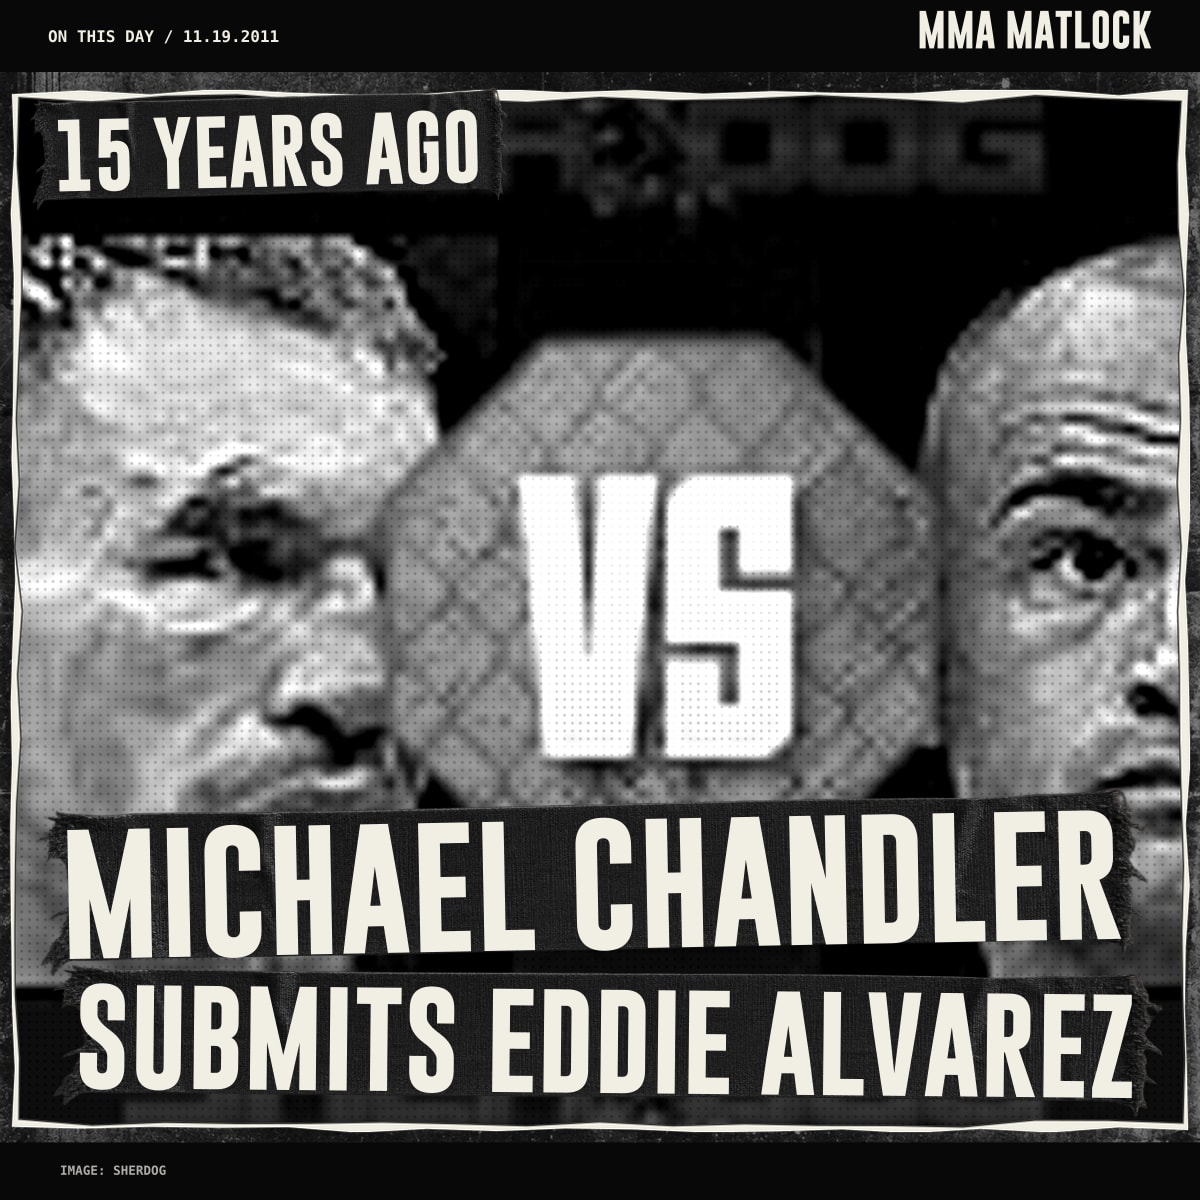 ON THIS DAY / 11.19.2011
MMA MATLOCK
15 YEARS AGO
VS
MICHAEL CHANDLER
SUBMITS EDDIE ALVAREZ
IMAGE: SHERDOG